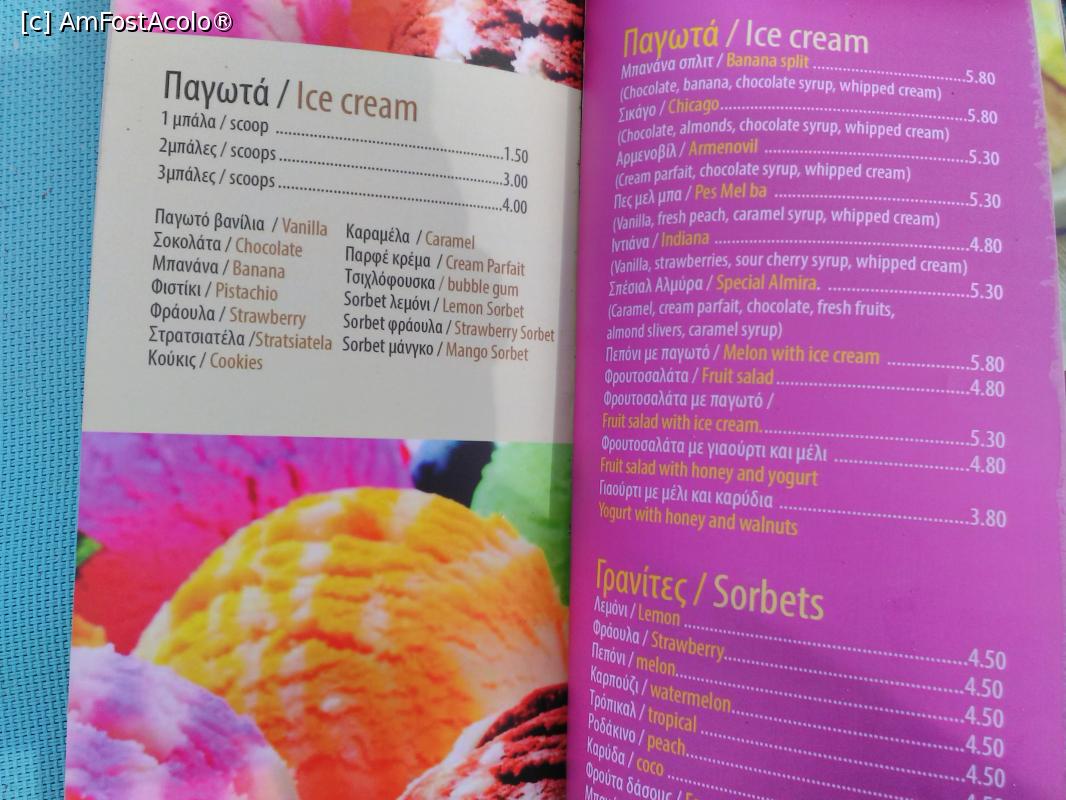 [c] AmFostAcolo®
Παγωτά / Ice cream
1 μπάλα / scoop ........ 1.50
2μπάλες / scoops ........ 3.00
3μπάλες / scoops ........ 4.00
Παγωτό βανίλια / Vanilla
Σοκολάτα / Chocolate
Μπανάνα / Banana
Φιστίκι / Pistachio
Φράουλα / Strawberry
Στρατσιατέλα /Stratsiatela
Κούκις / Cookies
Καραμέλα / Caramel
Παρφέ κρέμα / Cream Parfait
Τσιχλόφουσκα / bubble gum
Sorbet λεμόνι / Lemon Sorbet
Sorbet φράουλα / Strawberry Sorbet
Sorbet μάνγκο / Mango Sorbet
Παγωτά / Ice cream
Μπανάνα σπλιτ / Banana split ........ 5.80
(Chocolate, banana, chocolate syrup, whipped cream)
Σικάγο / Chicago ........ 5.80
(Chocolate, almonds, chocolate syrup, whipped cream)
Αρμενοβίλ / Armenovil ........ 5.30
(Cream parfait, chocolate syrup, whipped cream)
Πες μελ μπα / Pes Mel ba ........ 5.30
(Vanilla, fresh peach, caramel syrup, whipped cream)
Ιντιάνα / Indiana ........ 4.80
(Vanilla, strawberries, sour cherry syrup, whipped cream)
Σπέσιαλ Αλμύρα / Special Almira. ........ 5.30
(Caramel, cream parfait, chocolate, fresh fruits,
almond slivers, caramel syrup)
Πεπόνι με παγωτό / Melon with ice cream ........ 5.80
Φρουτοσαλάτα / Fruit salad ........ 4.80
Φρουτοσαλάτα με παγωτό /
Fruit salad with ice cream. ........ 5.30
Φρουτοσαλάτα με γιαούρτι και μέλι ........ 4.80
Fruit salad with honey and yogurt
Γιαούρτι με μέλι και καρύδια ........ 3.80
Yogurt with honey and walnuts
Γρανίτες / Sorbets
Λεμόνι / Lemon ........ 4.50
Φράουλα / Strawberry ........ 4.50
Πεπόνι / melon ........ 4.50
Καρπούζι / watermelon ........ 4.50
Τρόπικαλ / tropical ........ 4.50
Ροδάκινο / peach
Καρύδα / coco
Φρούτα δάσους /